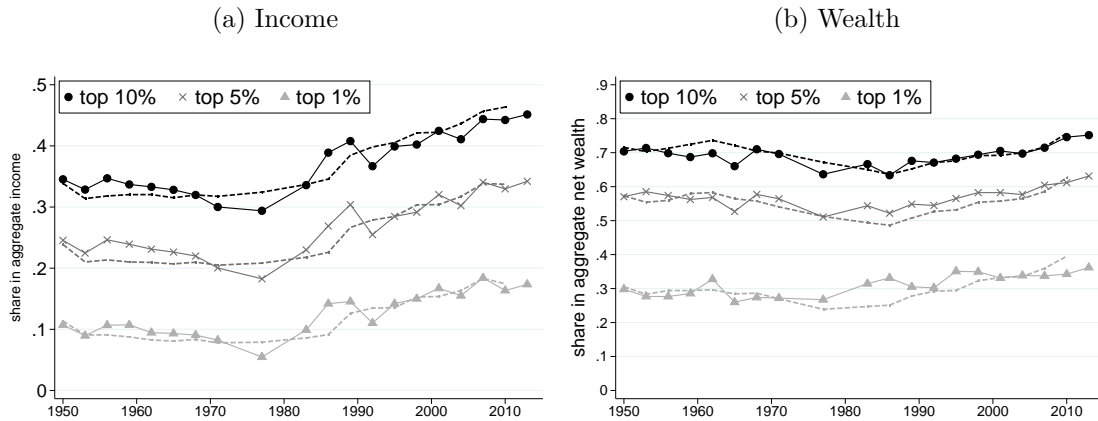 (a) Income
(b) Wealth
top 10% top 5% top 1%
share in aggregate income
.5
.4
.3
.2
.1
0
1950 1960 1970 1980 1990 2000 2010
top 10% top 5% top 1%
share in aggregate net wealth
.9
.8
.7
.6
.5
.4
.3
.2
.1
0
1950 1960 1970 1980 1990 2000 2010